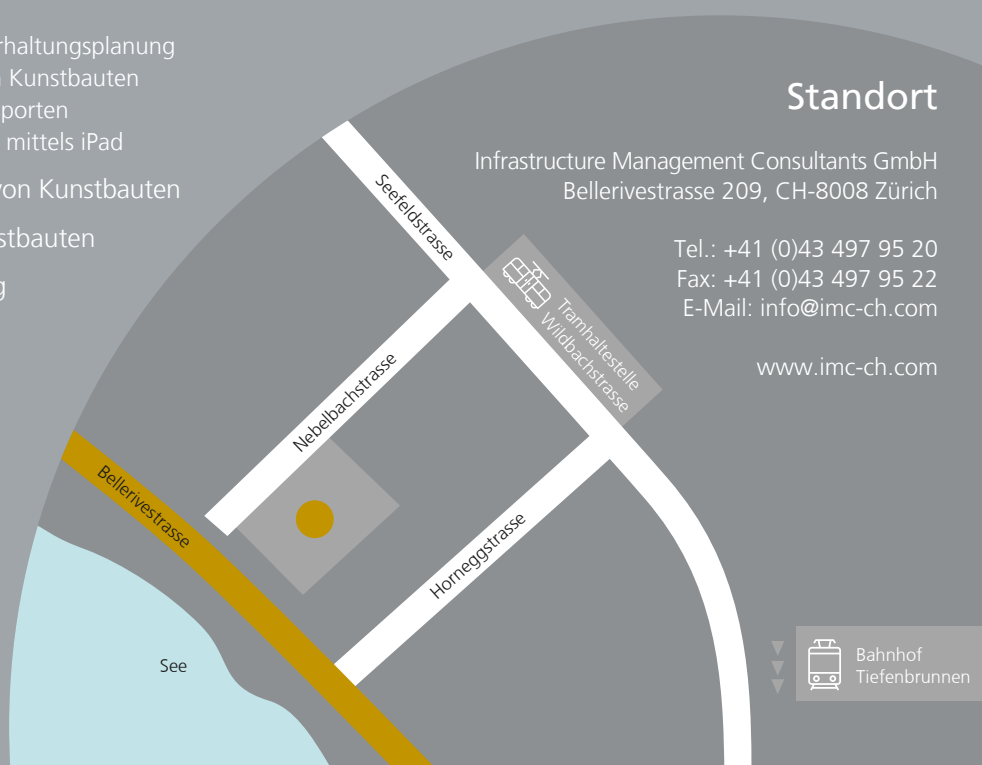 rhaltungsplanung
Kunstbauten
porten
mittels iPad
von Kunstbauten
stbauten
g
Standort
Infrastructure Management Consultants GmbH
Bellerivestrasse 209, CH-8008 Zürich
Tel.: +41 (0)43 497 95 20
Fax: +41 (0)43 497 95 22
E-Mail: info@imc-ch.com
www.imc-ch.com
Seefeldstrasse
Tramhaltestelle
Wildbachstrasse
Nebelbachstrasse
Bellerivestrasse
Horneggstrasse
See
Bahnhof
Tiefenbrunnen